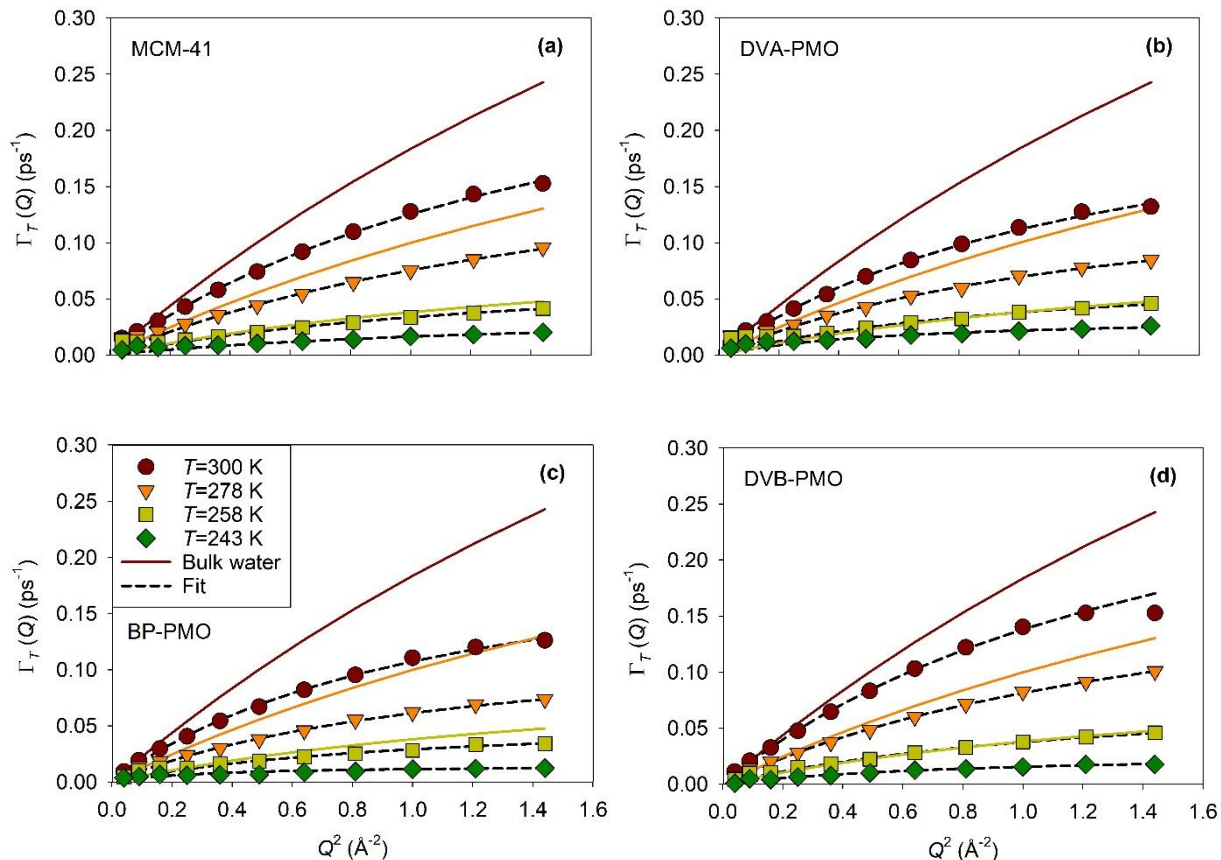 0.30
0.25
0.20
0.15
0.10
0.05
0.00
Γ_T (Q) (ps⁻¹)
MCM-41
(a)
0.30
0.25
0.20
0.15
0.10
0.05
0.00
Γ_T (Q) (ps⁻¹)
DVA-PMO
(b)
0.30
0.25
0.20
0.15
0.10
0.05
0.00
Γ_T (Q) (ps⁻¹)
(c)
T=300 K
T=278 K
T=258 K
T=243 K
Bulk water
Fit
BP-PMO
0.0 0.2 0.4 0.6 0.8 1.0 1.2 1.4 1.6
Q² (Å⁻²)
0.30
0.25
0.20
0.15
0.10
0.05
0.00
Γ_T (Q) (ps⁻¹)
DVB-PMO
(d)
0.0 0.2 0.4 0.6 0.8 1.0 1.2 1.4 1.6
Q² (Å⁻²)